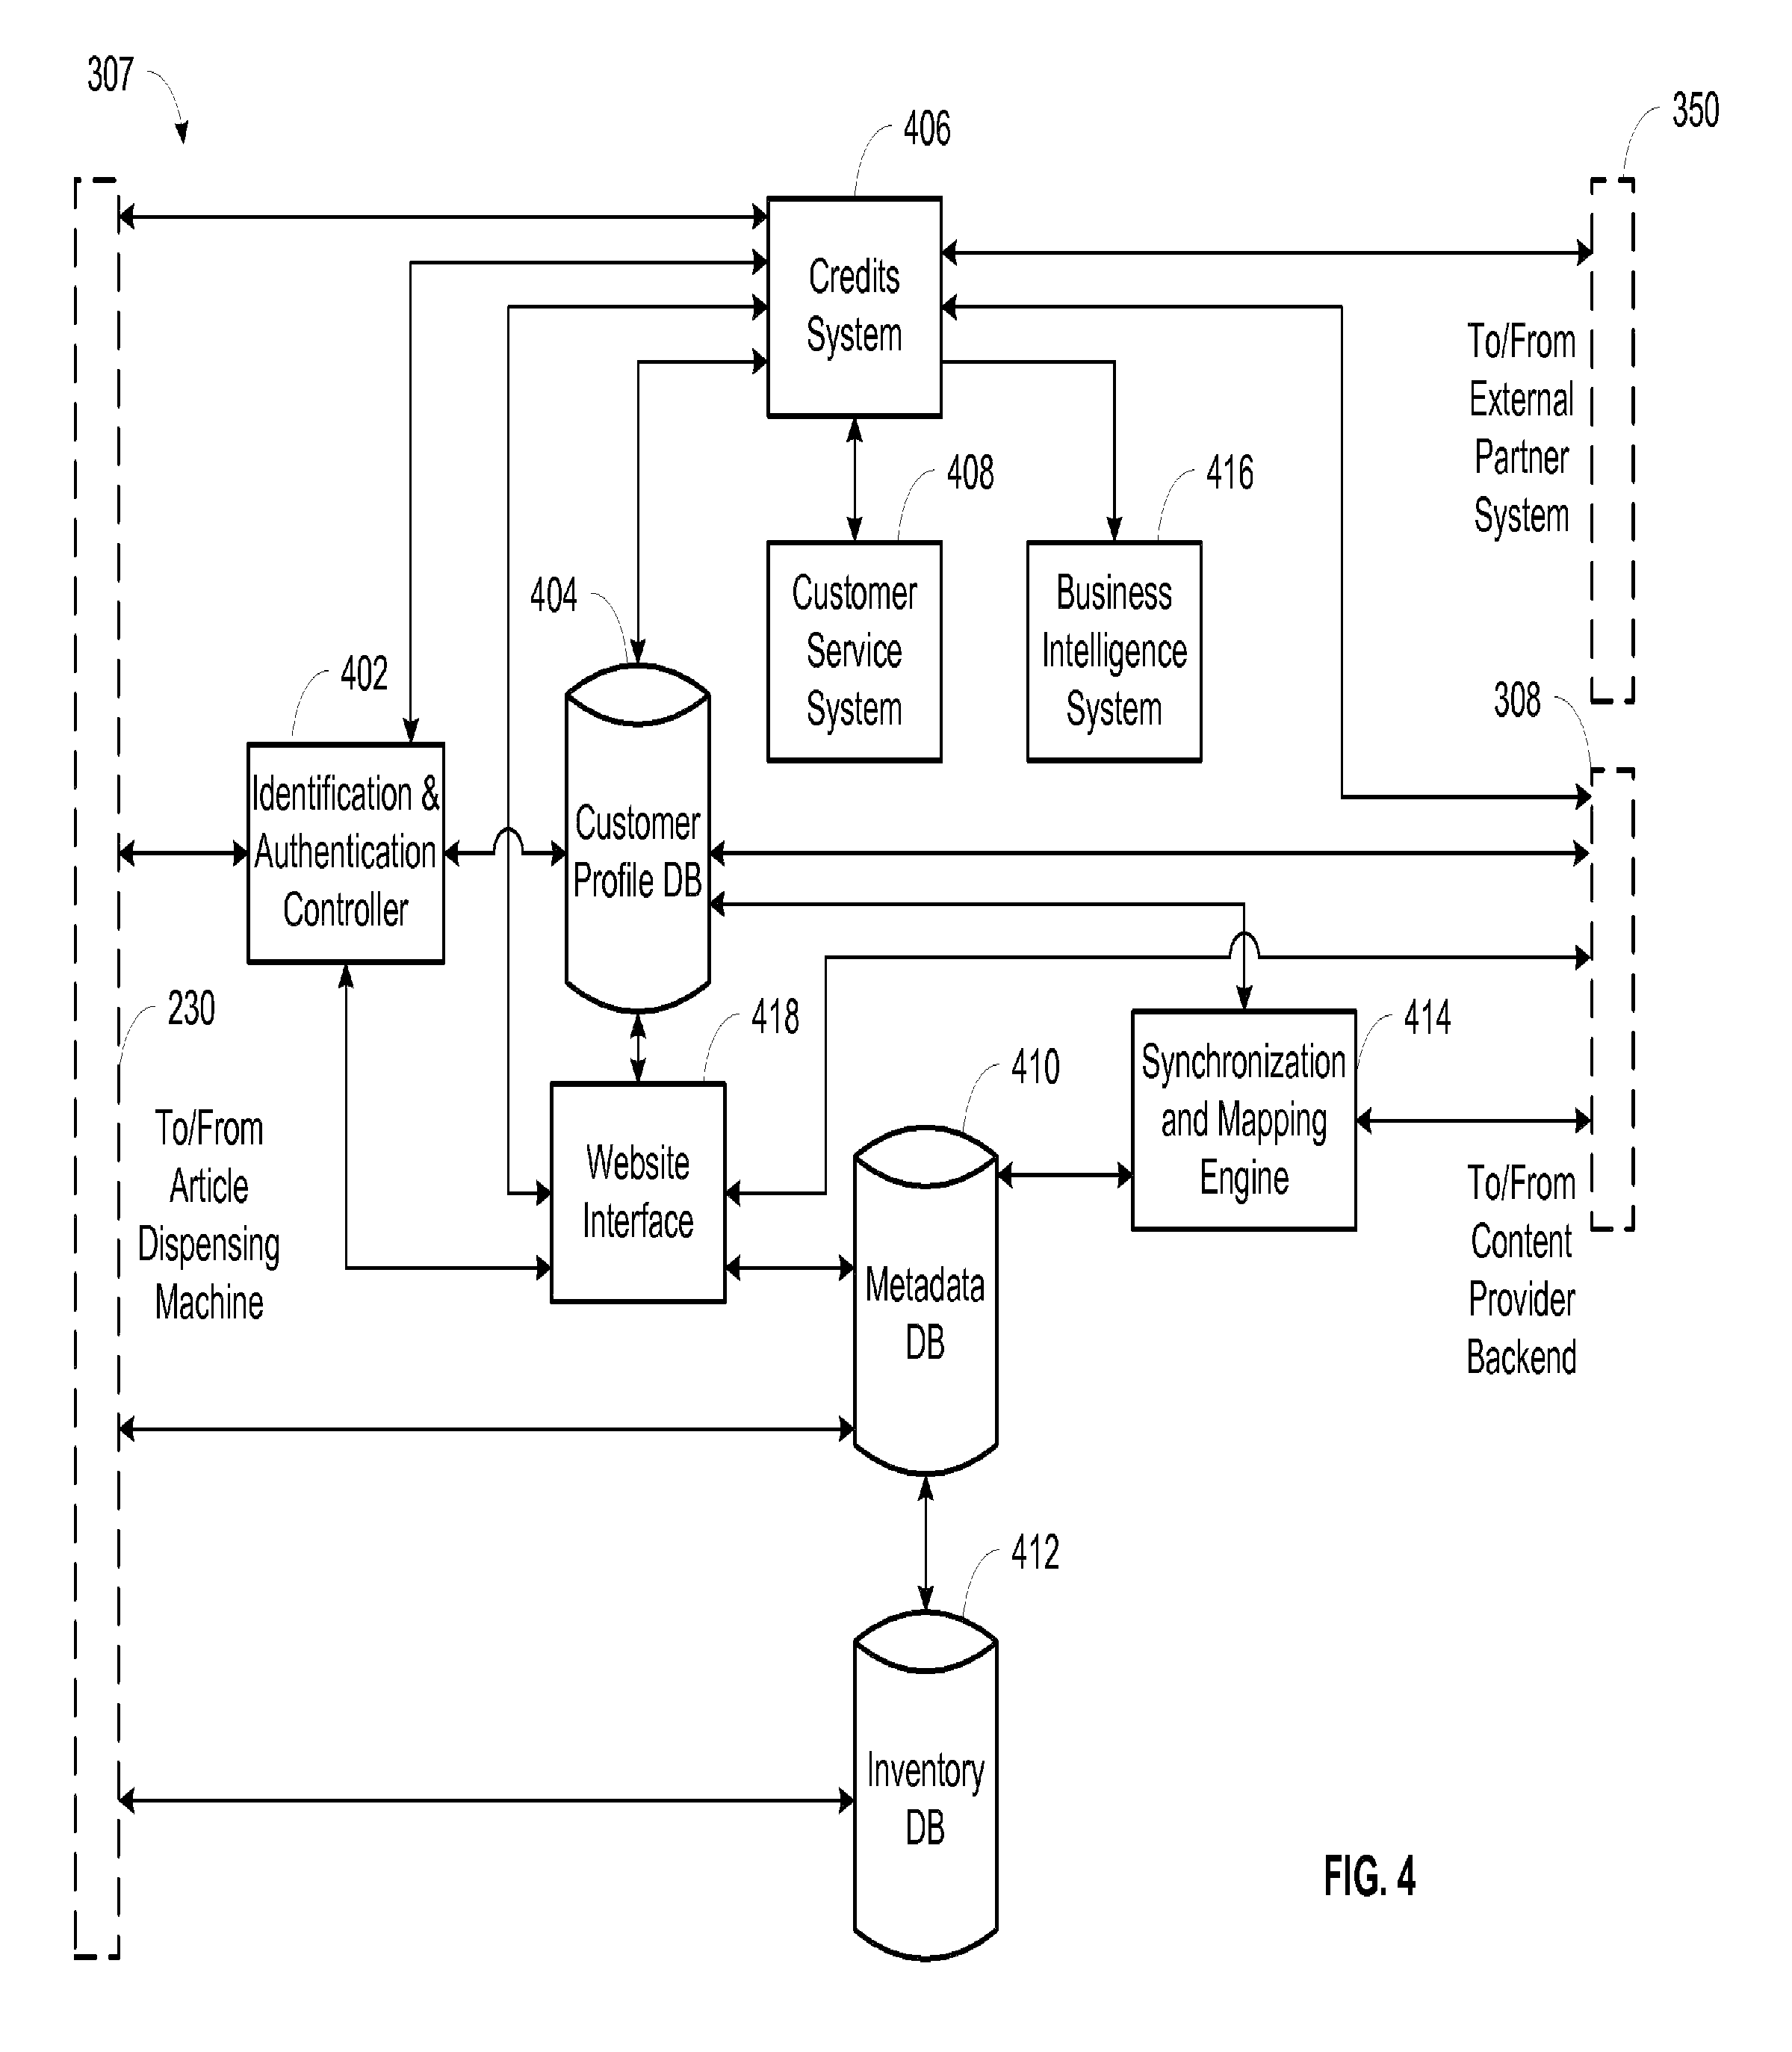 307
406
350
Credits
System
To/From
External
Partner
System
408
416
Customer
Service
System
Business
Intelligence
System
404
402
308
Identification &
Authentication
Controller
Customer
Profile DB
230
418
410
414
Synchronization
and Mapping
Engine
To/From
Article
Dispensing
Machine
Website
Interface
To/From
Content
Provider
Backend
Metadata
DB
412
Inventory
DB
FIG. 4